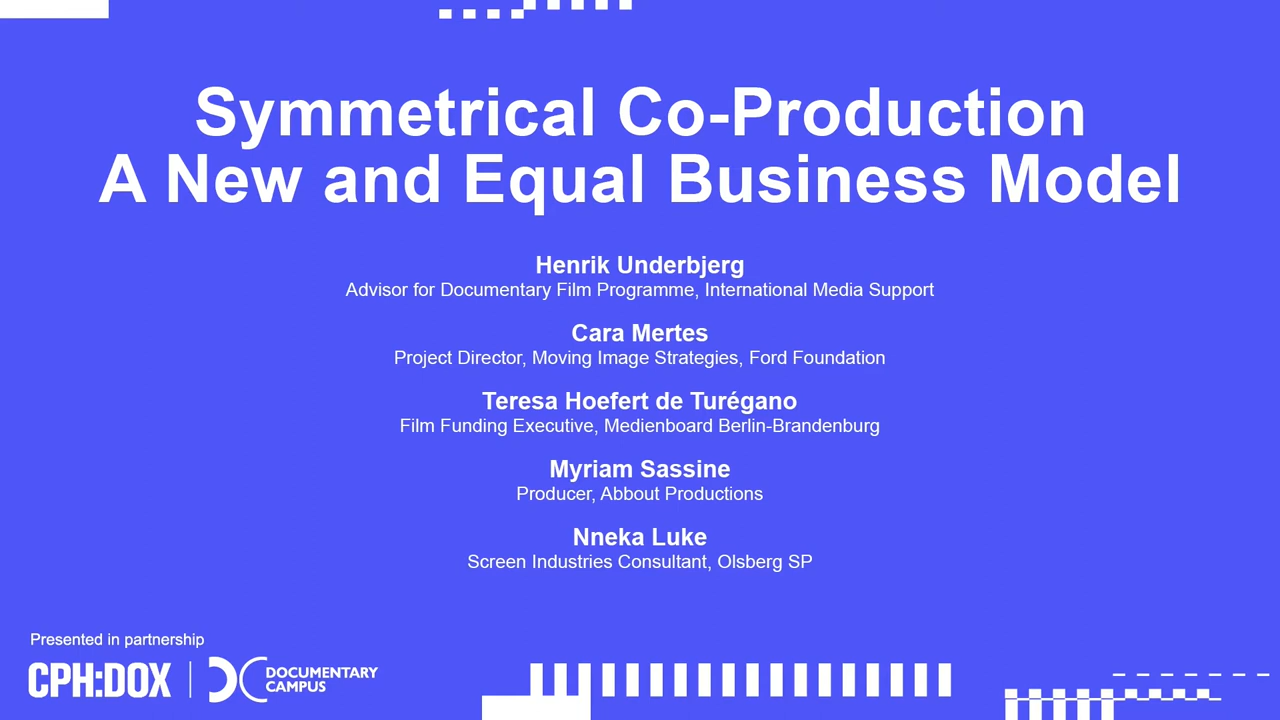 Symmetrical Co-Production
A New and Equal Business Model
Henrik Underbjerg
Advisor for Documentary Film Programme, International Media Support
Cara Mertes
Project Director, Moving Image Strategies, Ford Foundation
Teresa Hoefert de Turégano
Film Funding Executive, Medienboard Berlin-Brandenburg
Myriam Sassine
Producer, Abbout Productions
Nneka Luke
Screen Industries Consultant, Olsberg SP
Presented in partnership
CPH:DOX
DC DOCUMENTARY
CAMPUS